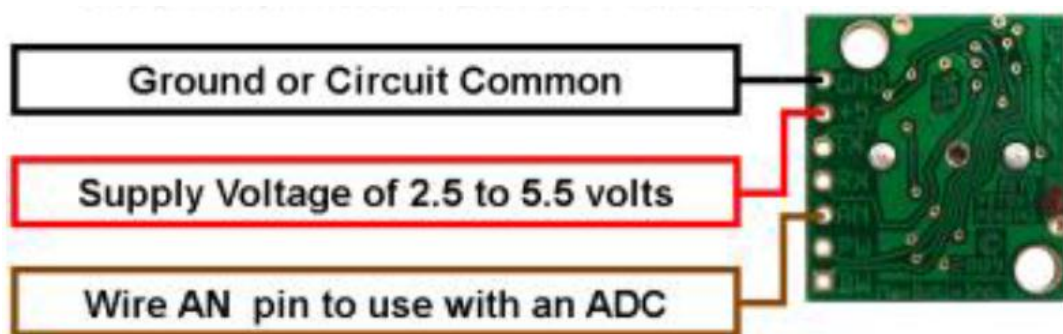 Ground or Circuit Common
Supply Voltage of 2.5 to 5.5 volts
Wire AN pin to use with an ADC